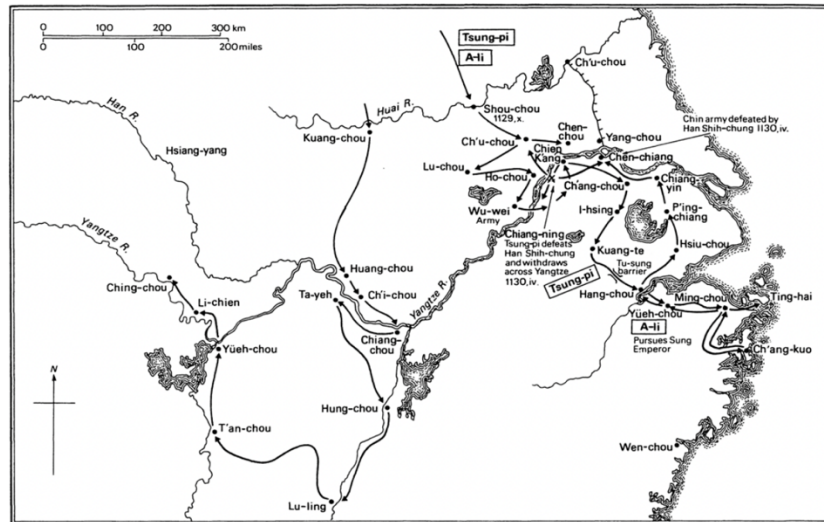 0 100 200 300 km
0 100 200 miles
Tsung-pi
A-li
Ch'u-chou
Han R.
Huai R.
Shou-chou
1129, x.
Hsiang-yang
Kuang-chou
Ch'u-chou
Chen-
chou
Yang-chou
Chin army defeated by
Han Shih-chung 1130, iv.
Chien
K'ang
Chen-chiang
Lu-chou
Ho-chou
Ch'ang-chou
Chiang-
yin
Wu-wei
Army
I-hsing
P'ing-
chiang
Chiang-ning
Tsung-pi defeats
Han Shih-chung
and withdraws
across Yangtze
1130, iv.
Kuang-te
Tu-sung
barrier
Hsiu-chou
Yangtze R.
Huang-chou
Yangtze R.
Tsung-pi
Ching-chou
Ta-yeh
Ch'i-chou
Hang-chou
Ming-chou
Ting-hai
Li-chien
Yüeh-chou
Chiang-
chou
A-li
Pursues Sung
Emperor
Yüeh-chou
Ch'ang-kuo
N
Hung-chou
T'an-chou
Wen-chou
Lu-ling